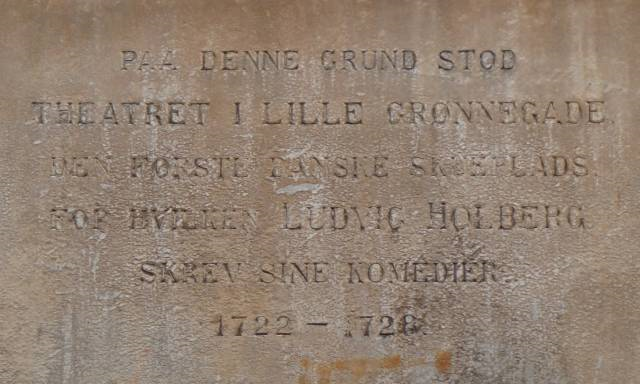 PAA DENNE GRUND STOD
THEATRET I LILLE GRØNNEGADE,
DEN FØRSTE DANSKE SKUEPLADS,
FOR HVILKEN LUDVIG HOLBERG
SKREV SINE KOMEDIER.
1722 – 1728.